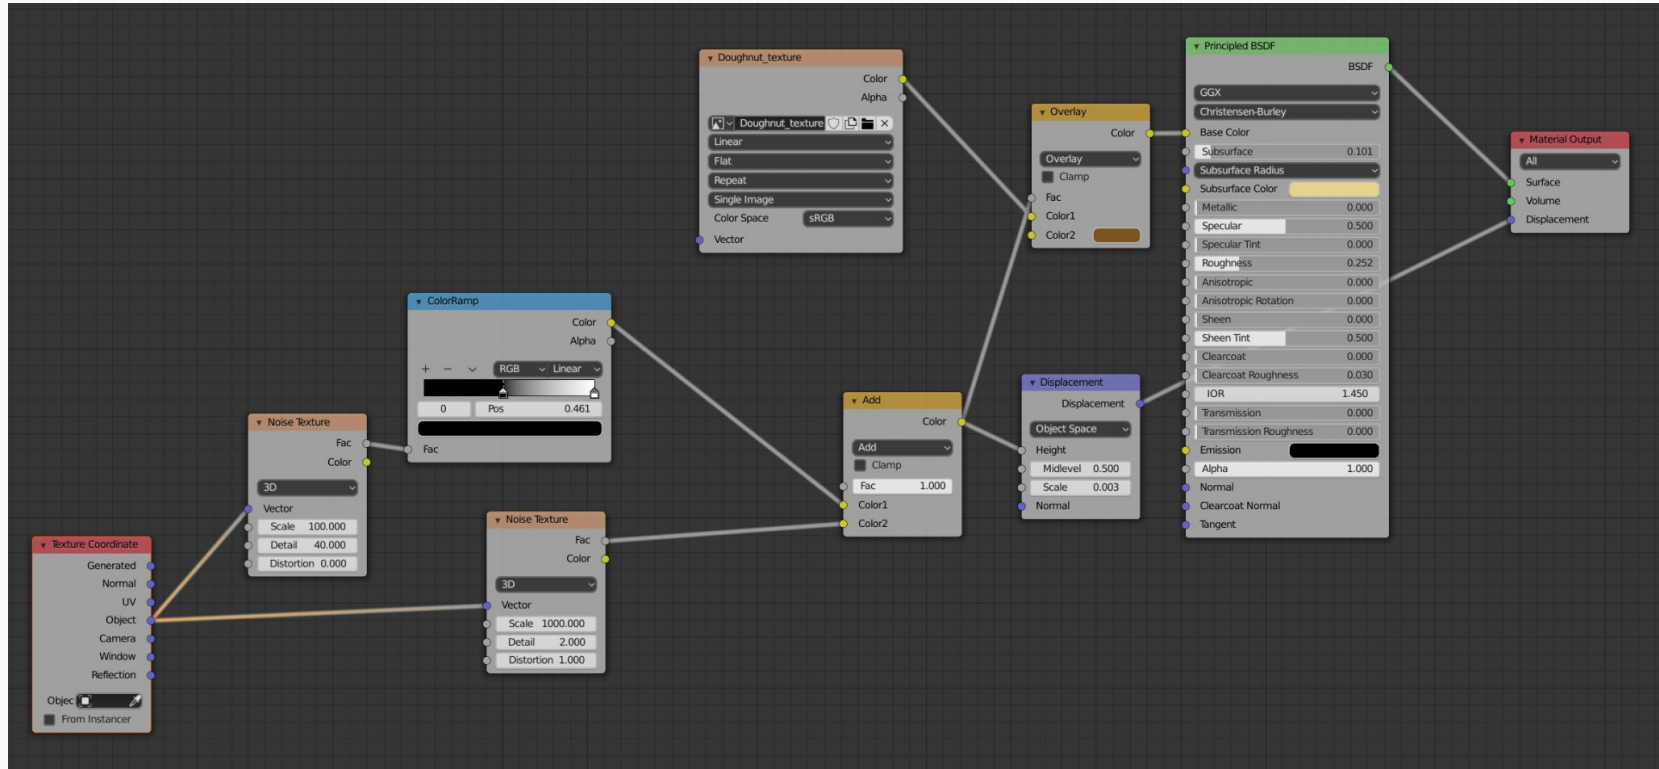 Doughnut_texture
Color
Alpha
Doughnut_texture
Linear
Flat
Repeat
Single Image
Color Space sRGB
Vector
Overlay
Color
Overlay
Clamp
Fac
Color1
Color2
Principled BSDF
BSDF
GGX
Christensen-Burley
Base Color
Subsurface 0.101
Subsurface Radius
Subsurface Color
Metallic 0.000
Specular 0.500
Specular Tint 0.000
Roughness 0.252
Anisotropic 0.000
Anisotropic Rotation 0.000
Sheen 0.000
Sheen Tint 0.500
Clearcoat 0.000
Clearcoat Roughness 0.030
IOR 1.450
Transmission 0.000
Transmission Roughness 0.000
Emission
Alpha 1.000
Normal
Clearcoat Normal
Tangent
Material Output
All
Surface
Volume
Displacement
ColorRamp
Color
Alpha
RGB Linear
0 Pos 0.461
Fac
Noise Texture
Fac
Color
3D
Vector
Scale 100.000
Detail 40.000
Distortion 0.000
Add
Color
Add
Clamp
Fac 1.000
Color1
Color2
Displacement
Displacement
Object Space
Height
Midlevel 0.500
Scale 0.003
Normal
Noise Texture
Fac
Color
3D
Vector
Scale 1000.000
Detail 2.000
Distortion 1.000
Texture Coordinate
Generated
Normal
UV
Object
Camera
Window
Reflection
Objec
From Instancer